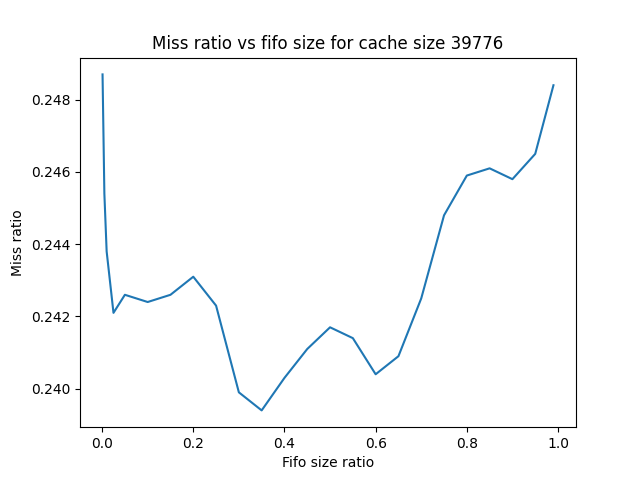 Miss ratio vs fifo size for cache size 39776
0.248
0.246
0.244
0.242
0.240
Miss ratio
0.0 0.2 0.4 0.6 0.8 1.0
Fifo size ratio